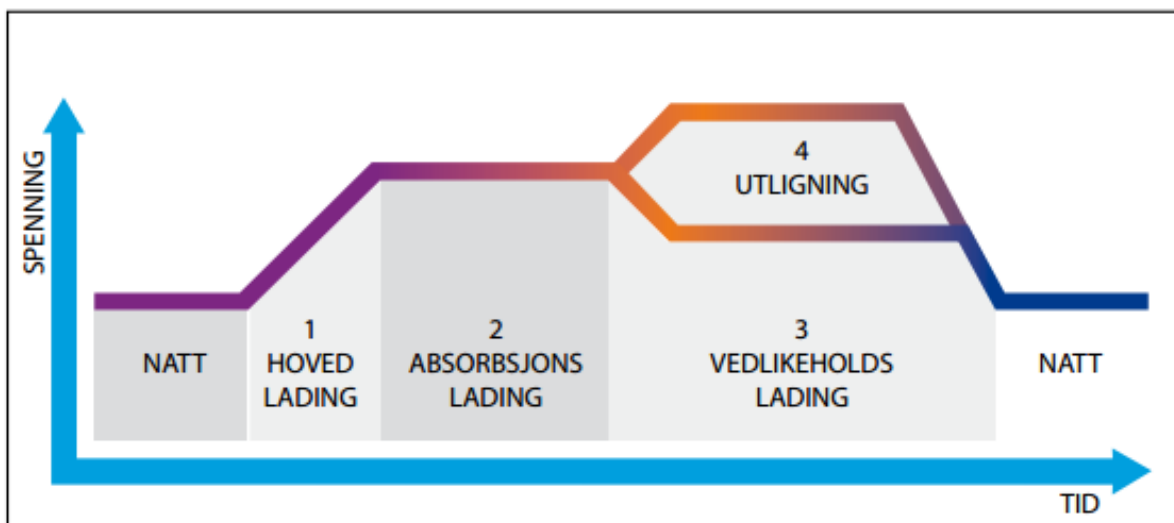 SPENNING
4
UTLIGNING
NATT
1
HOVED
LADING
2
ABSORBSJONS
LADING
3
VEDLIKEHOLDS
LADING
NATT
TID